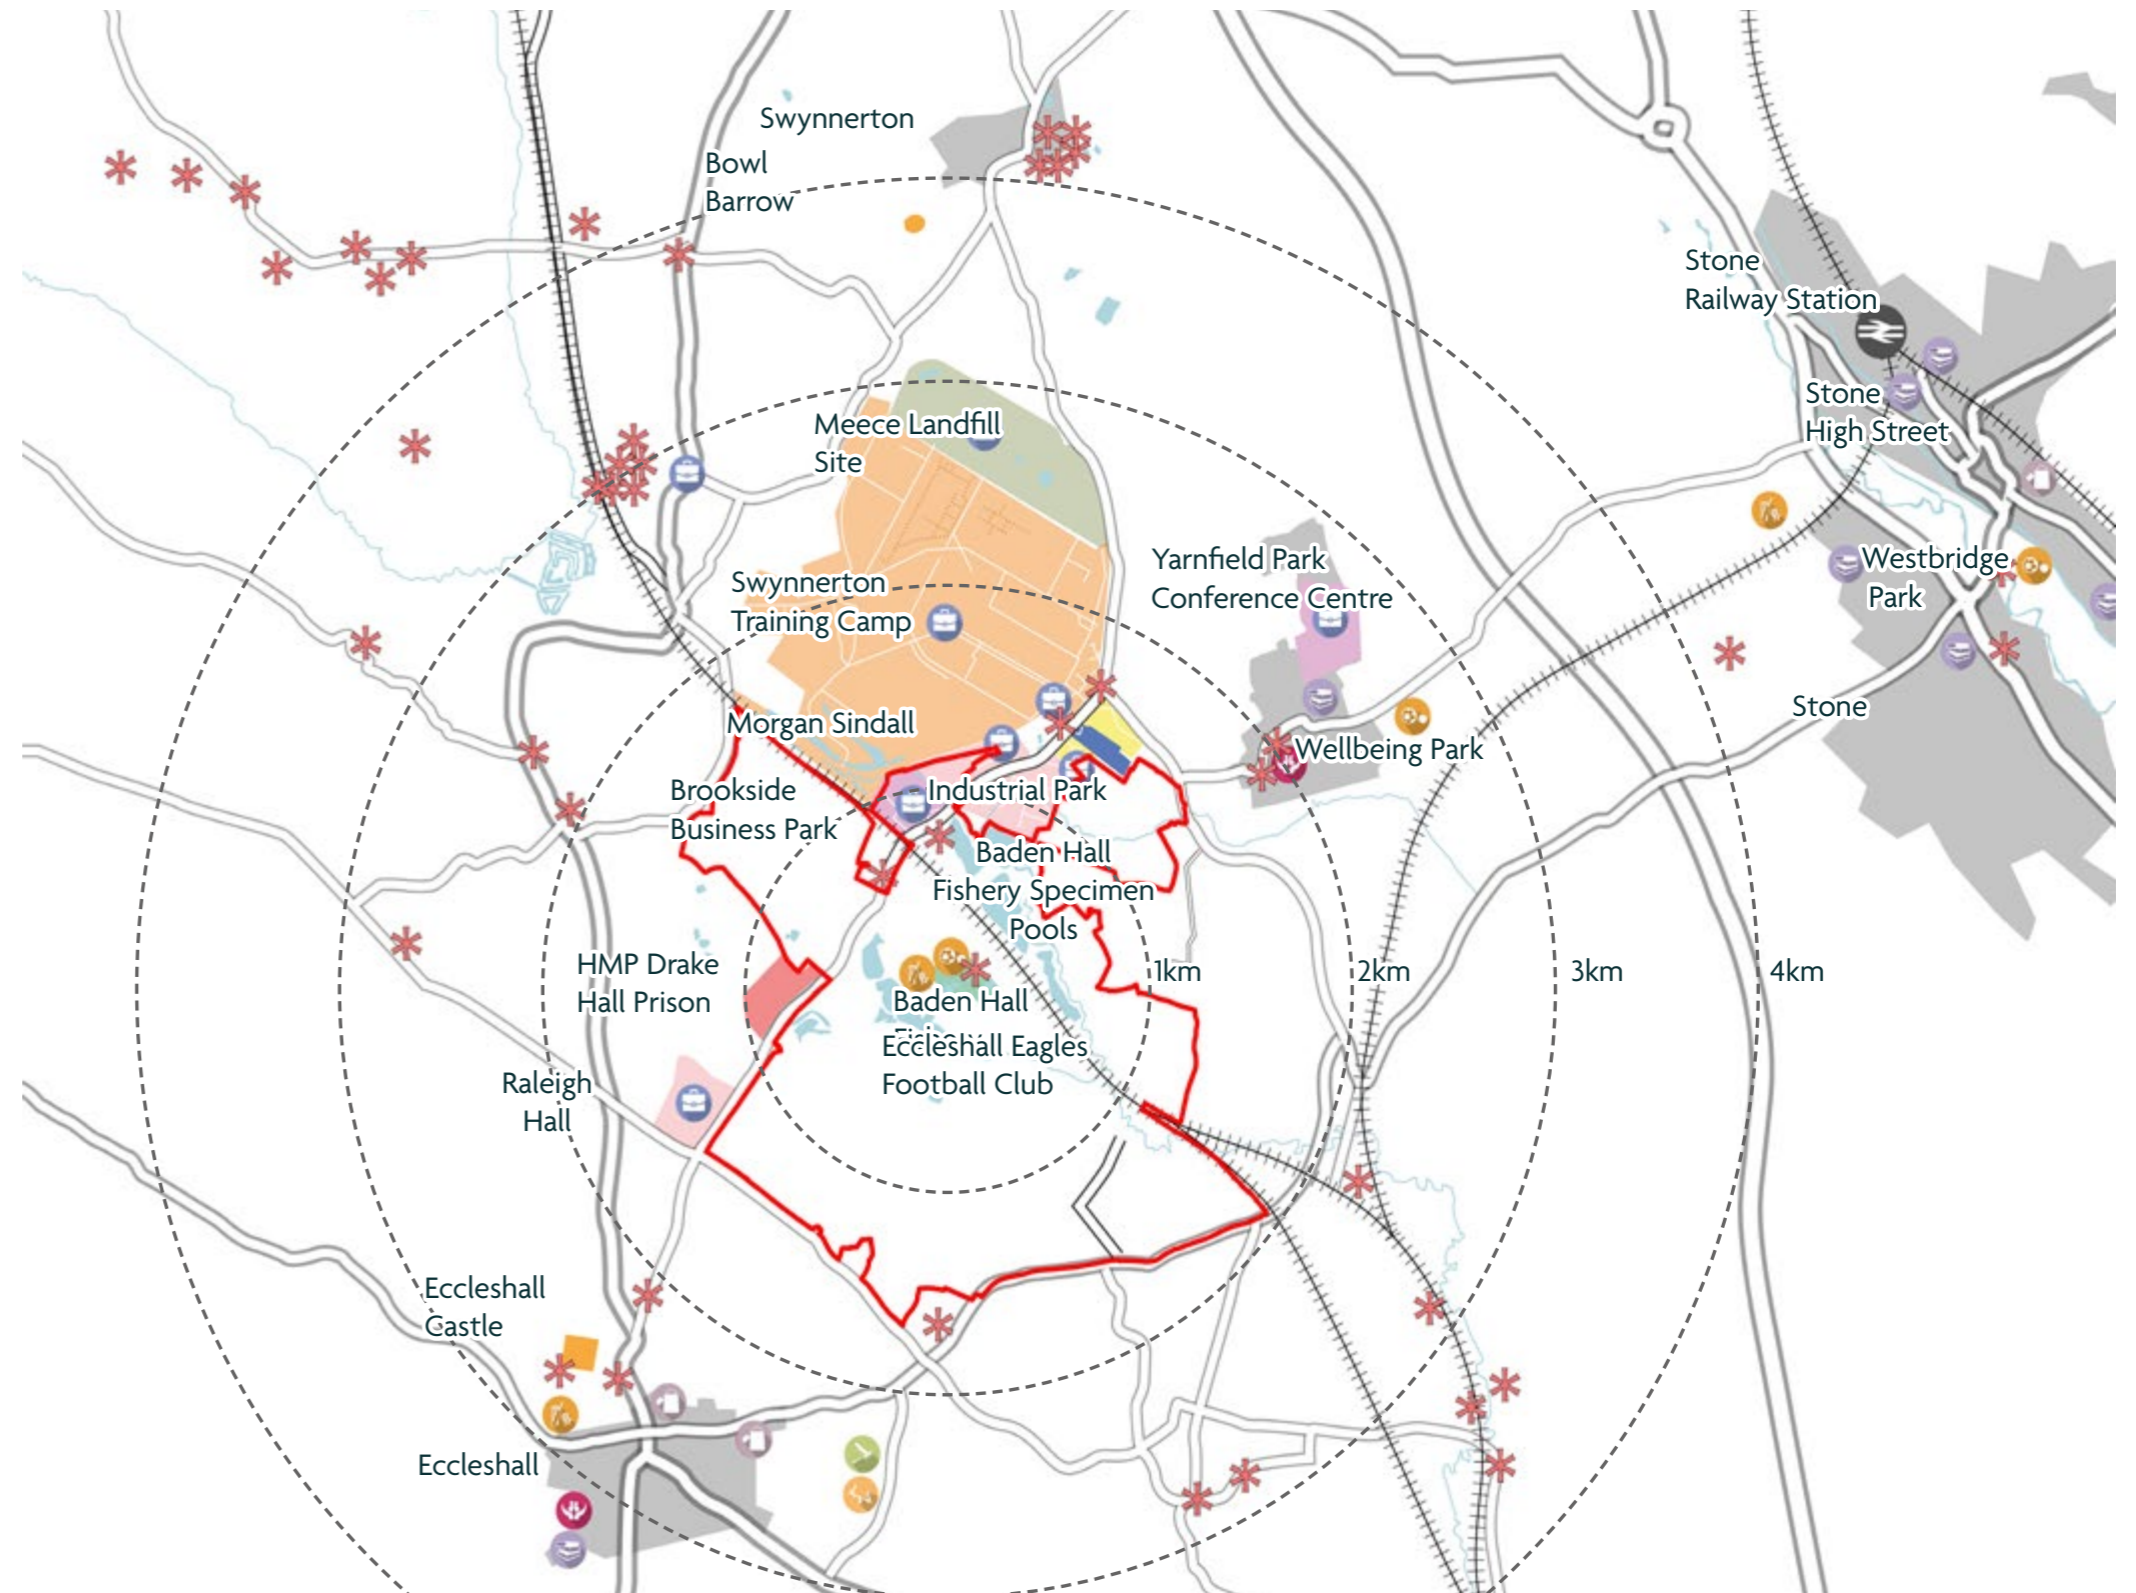 Swynnerton
Bowl
Barrow
Stone
Railway Station
Stone
High Street
Meece Landfill
Site
Yarnfield Park
Conference Centre
Westbridge
Park
Swynnerton
Training Camp
Stone
Morgan Sindall
Wellbeing Park
Brookside
Business Park
Industrial Park
Baden Hall
Fishery Specimen
Pools
HMP Drake
Hall Prison
1km
2km
3km
4km
Baden Hall
Eccleshall Eagles
Football Club
Raleigh
Hall
Eccleshall
Castle
Eccleshall